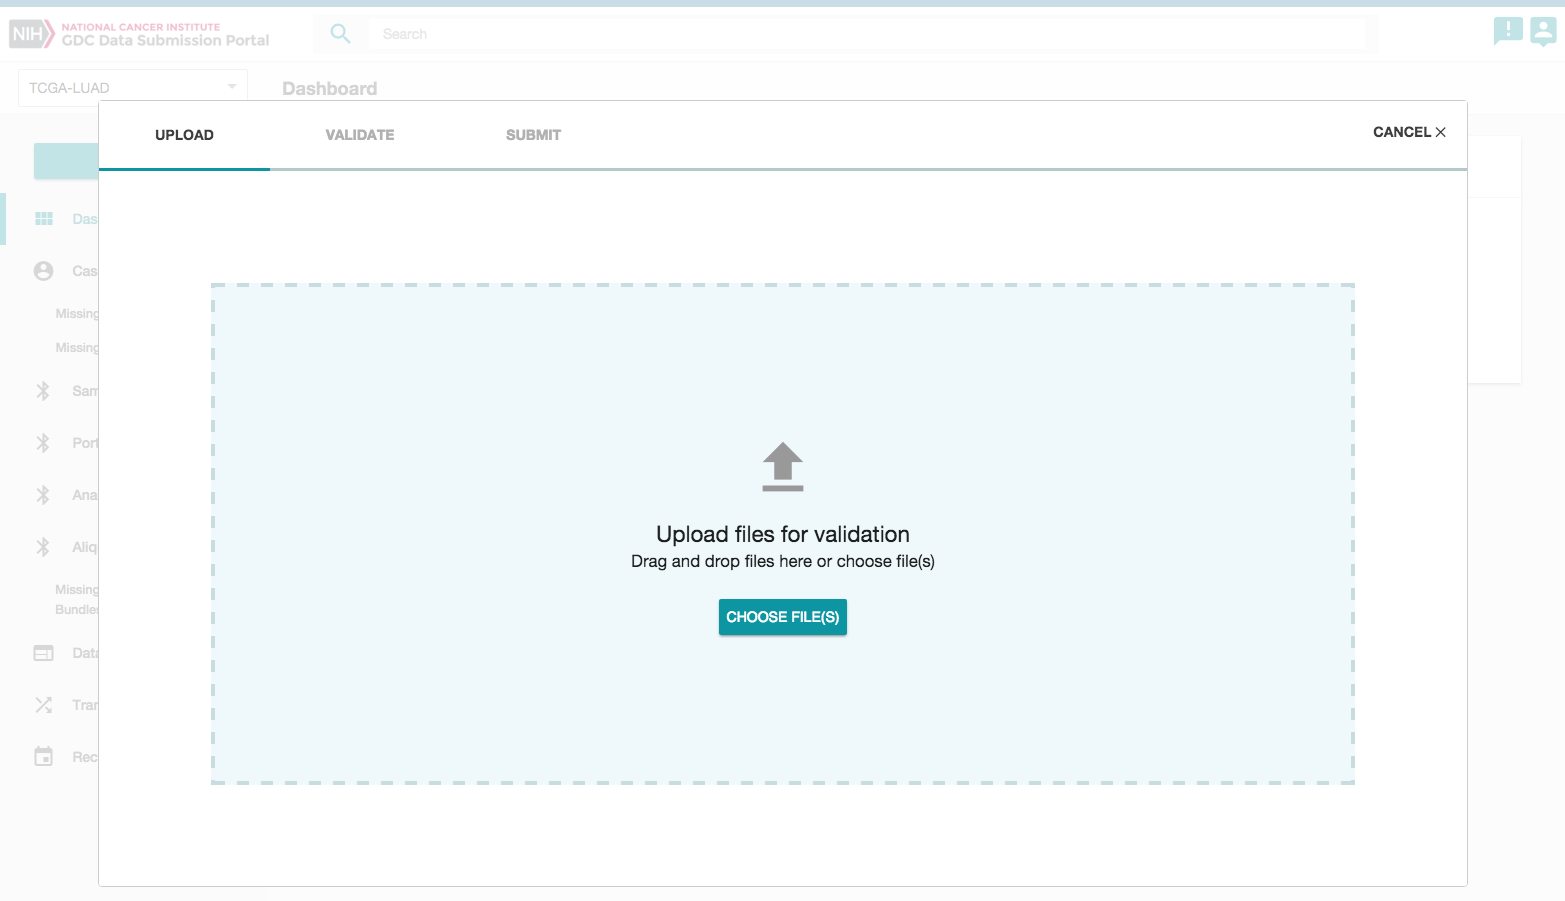 NIH
NATIONAL CANCER INSTITUTE
GDC Data Submission Portal
Search
TCGA-LUAD
Dashboard
UPLOAD
VALIDATE
SUBMIT
CANCEL
Das
Cas
Missing
Missing
Sam
Port
Ana
Aliq
Missing
Bundles
Data
Tran
Rec
Upload files for validation
Drag and drop files here or choose file(s)
CHOOSE FILE(S)